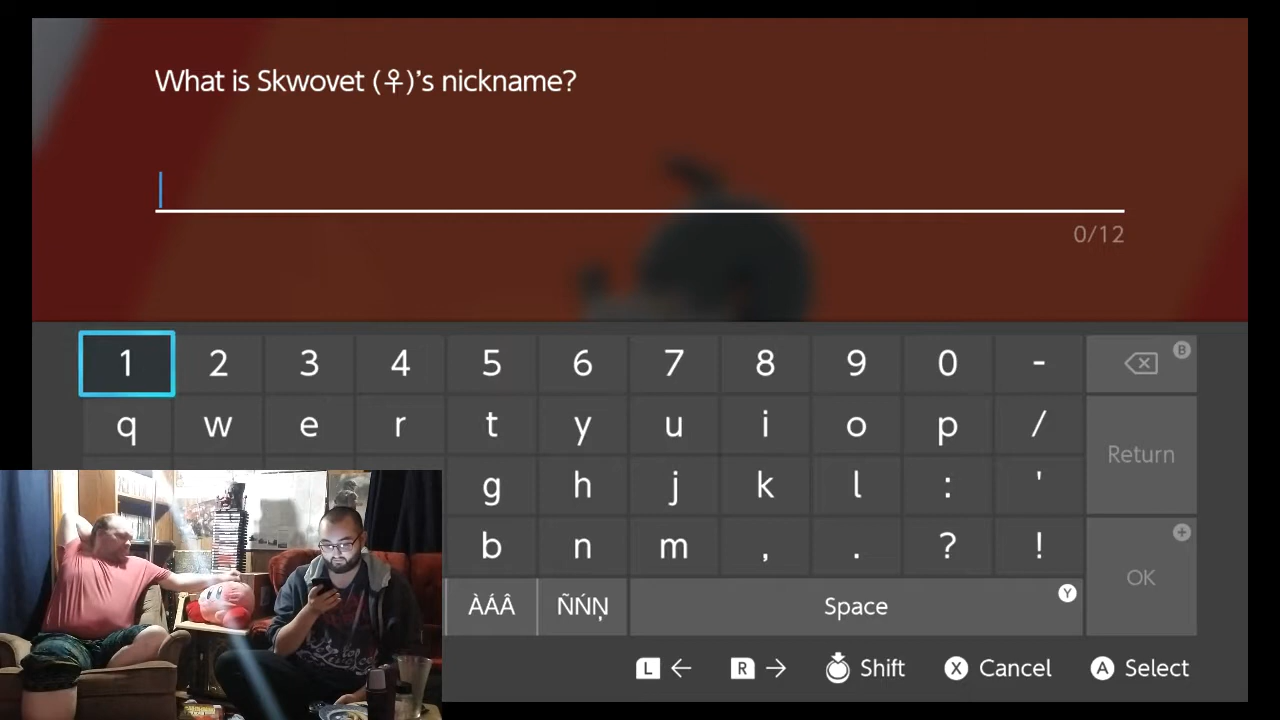 What is Skwovet (♀)'s nickname?
0/12
1 2 3 4 5 6 7 8 9 0 - B
q w e r t y u i o p / Return
g h j k l : '
b n m , . ? ! + OK
ÀÁÂ ÑŃṆ Space Y
L ← R → Shift X Cancel A Select